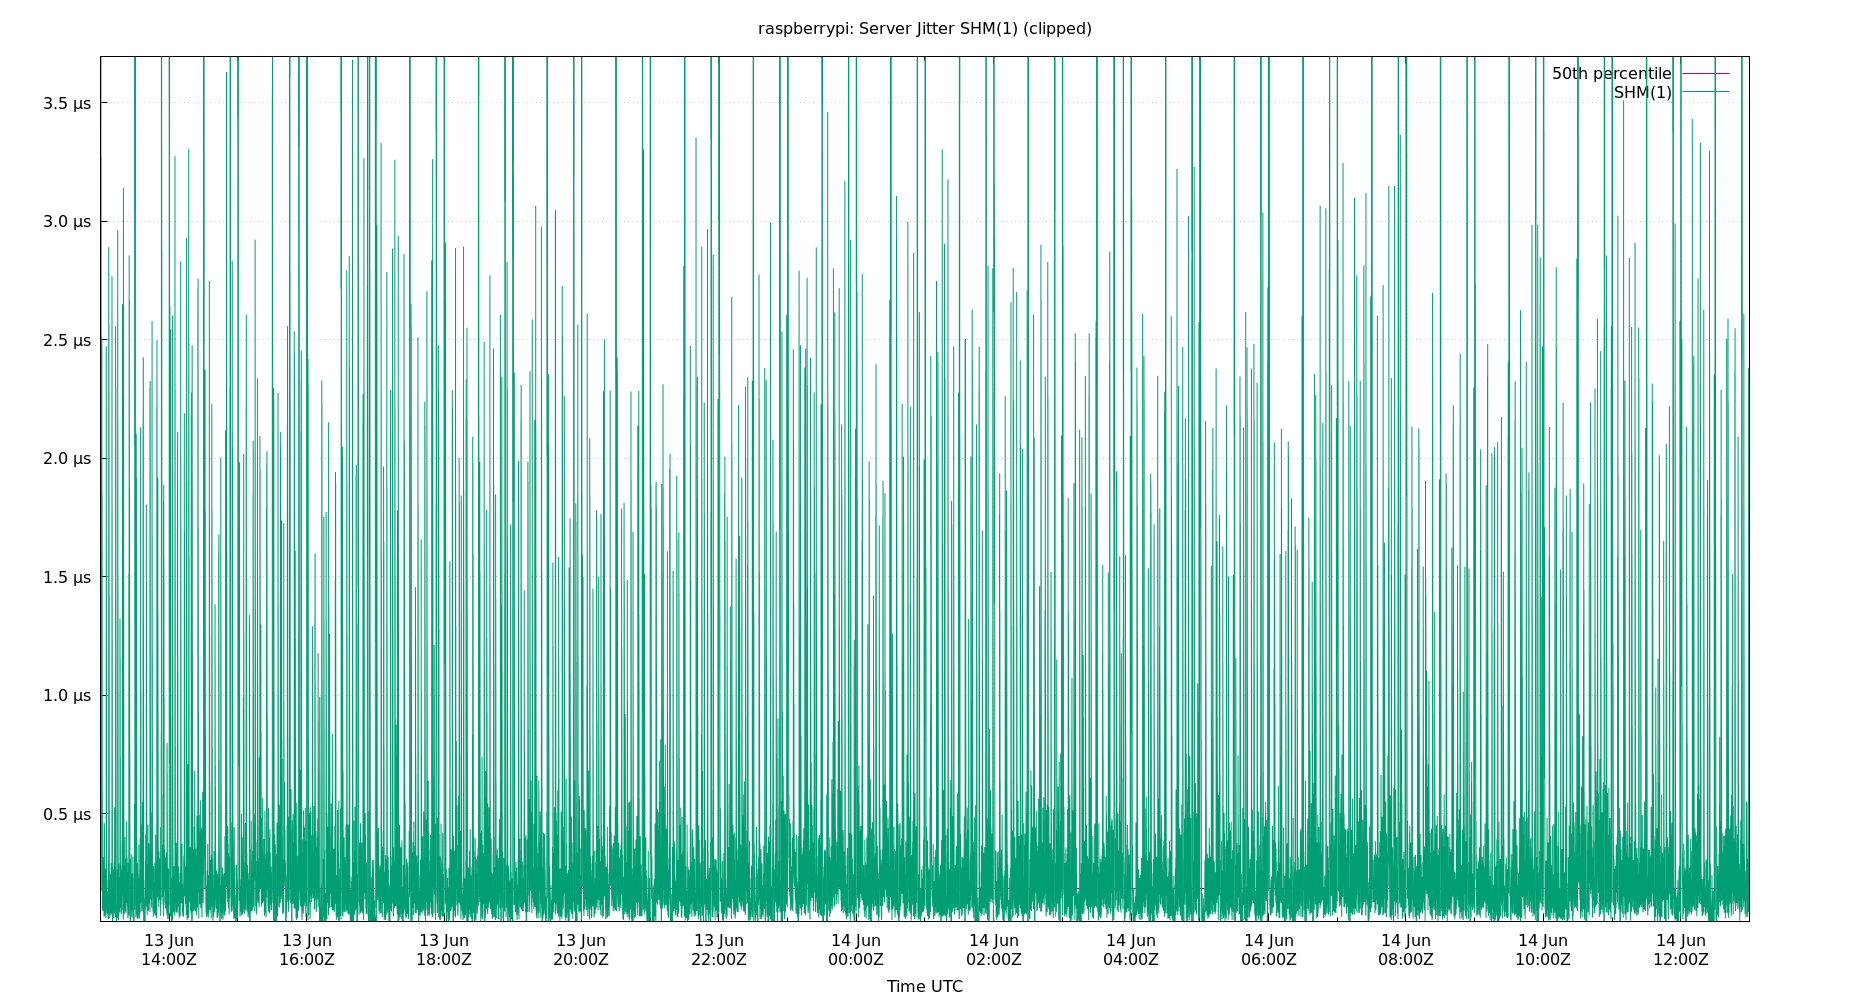 raspberrypi: Server Jitter SHM(1) (clipped)
50th percentile
SHM(1)
3.5 µs
3.0 µs
2.5 µs
2.0 µs
1.5 µs
1.0 µs
0.5 µs
13 Jun 13 Jun 13 Jun 13 Jun 13 Jun 14 Jun 14 Jun 14 Jun 14 Jun 14 Jun 14 Jun 14 Jun
14:00Z 16:00Z 18:00Z 20:00Z 22:00Z 00:00Z 02:00Z 04:00Z 06:00Z 08:00Z 10:00Z 12:00Z
Time UTC